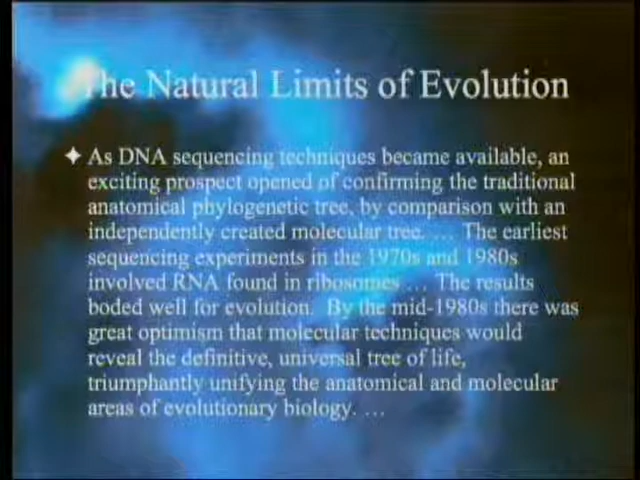 The Natural Limits of Evolution
As DNA sequencing techniques became available, an
exciting prospect opened of confirming the traditional
anatomical phylogenetic tree, by comparison with an
independently created molecular tree. … The earliest
sequencing experiments in the 1970s and 1980s
involved RNA found in ribosomes … The results
boded well for evolution. By the mid-1980s there was
great optimism that molecular techniques would
reveal the definitive, universal tree of life,
triumphantly unifying the anatomical and molecular
areas of evolutionary biology. …